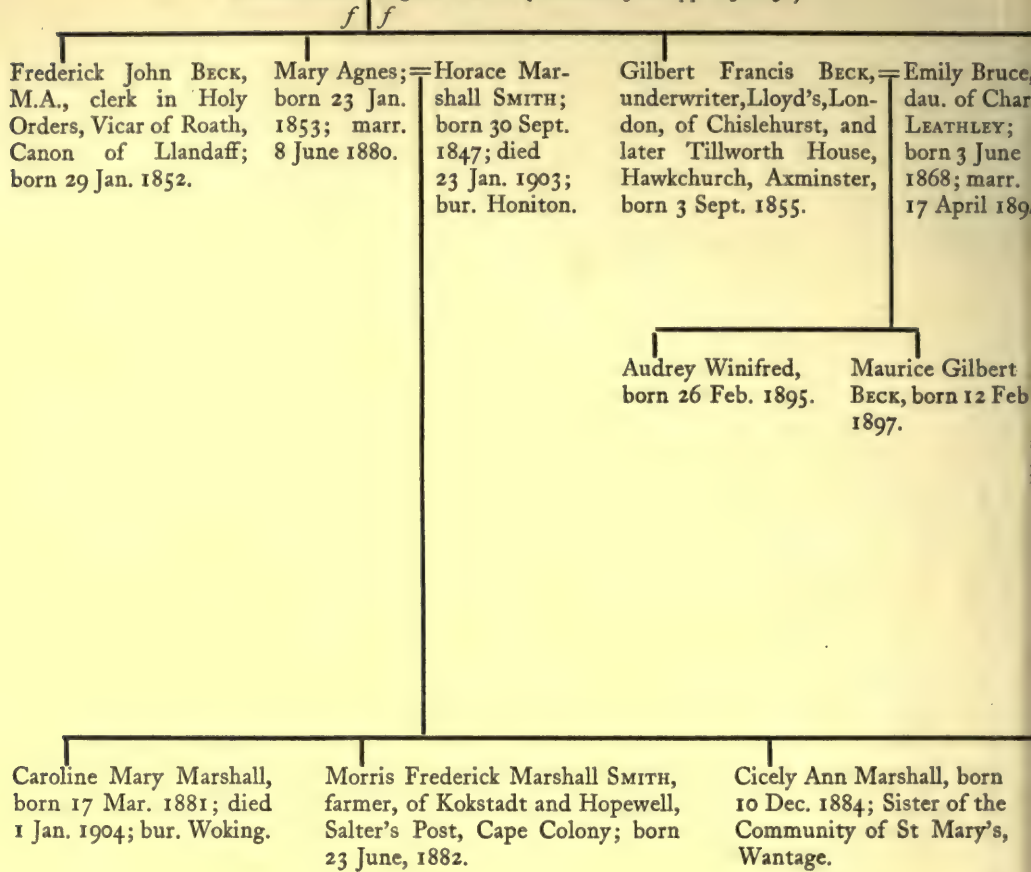 f f
Frederick John BECK,
M.A., clerk in Holy
Orders, Vicar of Roath,
Canon of Llandaff;
born 29 Jan. 1852.
Mary Agnes;=
born 23 Jan.
1853; marr.
8 June 1880.
Horace Mar-
shall SMITH;
born 30 Sept.
1847; died
23 Jan. 1903;
bur. Honiton.
Gilbert Francis BECK,=
underwriter,Lloyd's,Lon-
don, of Chislehurst, and
later Tillworth House,
Hawkchurch, Axminster,
born 3 Sept. 1855.
Emily Bruce,
dau. of Char
LEATHLEY;
born 3 June
1868; marr.
17 April 189
Audrey Winifred,
born 26 Feb. 1895.
Maurice Gilbert
BECK, born 12 Feb
1897.
Caroline Mary Marshall,
born 17 Mar. 1881; died
1 Jan. 1904; bur. Woking.
Morris Frederick Marshall SMITH,
farmer, of Kokstadt and Hopewell,
Salter's Post, Cape Colony; born
23 June, 1882.
Cicely Ann Marshall, born
10 Dec. 1884; Sister of the
Community of St Mary's,
Wantage.